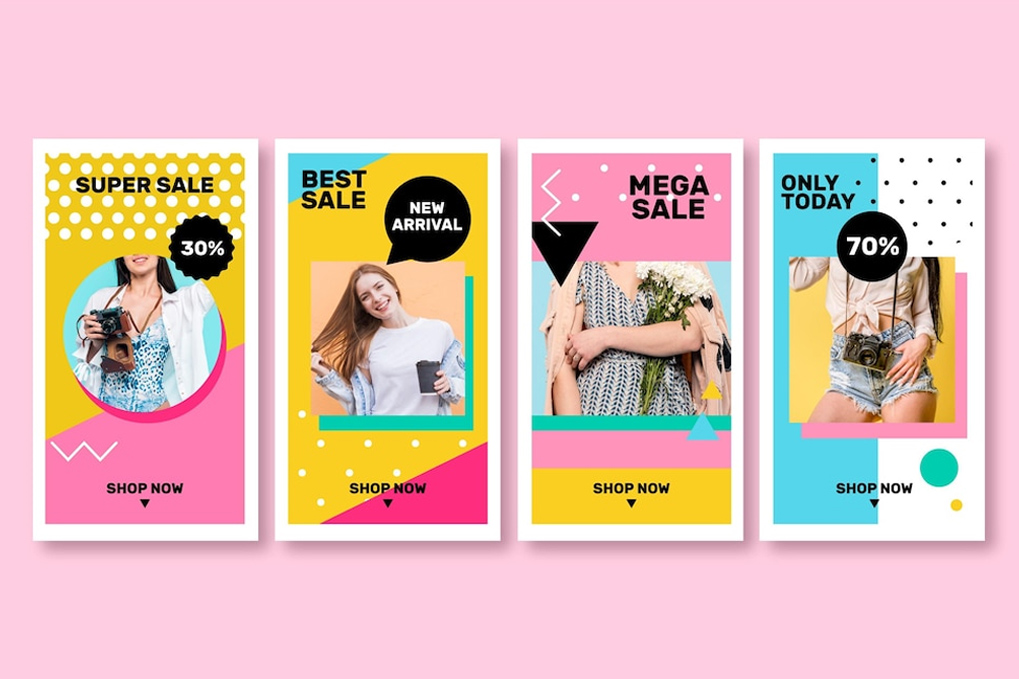 SUPER SALE
30%
SHOP NOW
BEST
SALE
NEW
ARRIVAL
SHOP NOW
MEGA
SALE
SHOP NOW
ONLY
TODAY
70%
SHOP NOW